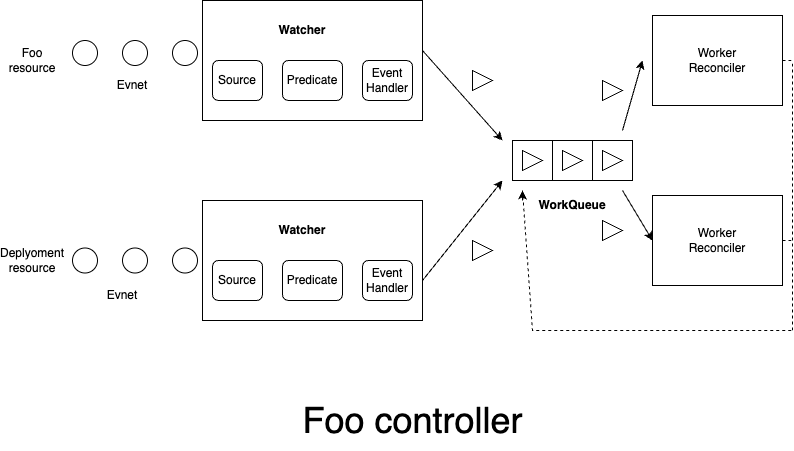 Foo
resource
Evnet
Watcher
Source
Predicate
Event
Handler
Worker
Reconciler
WorkQueue
Deplyoment
resource
Evnet
Watcher
Source
Predicate
Event
Handler
Worker
Reconciler
Foo controller